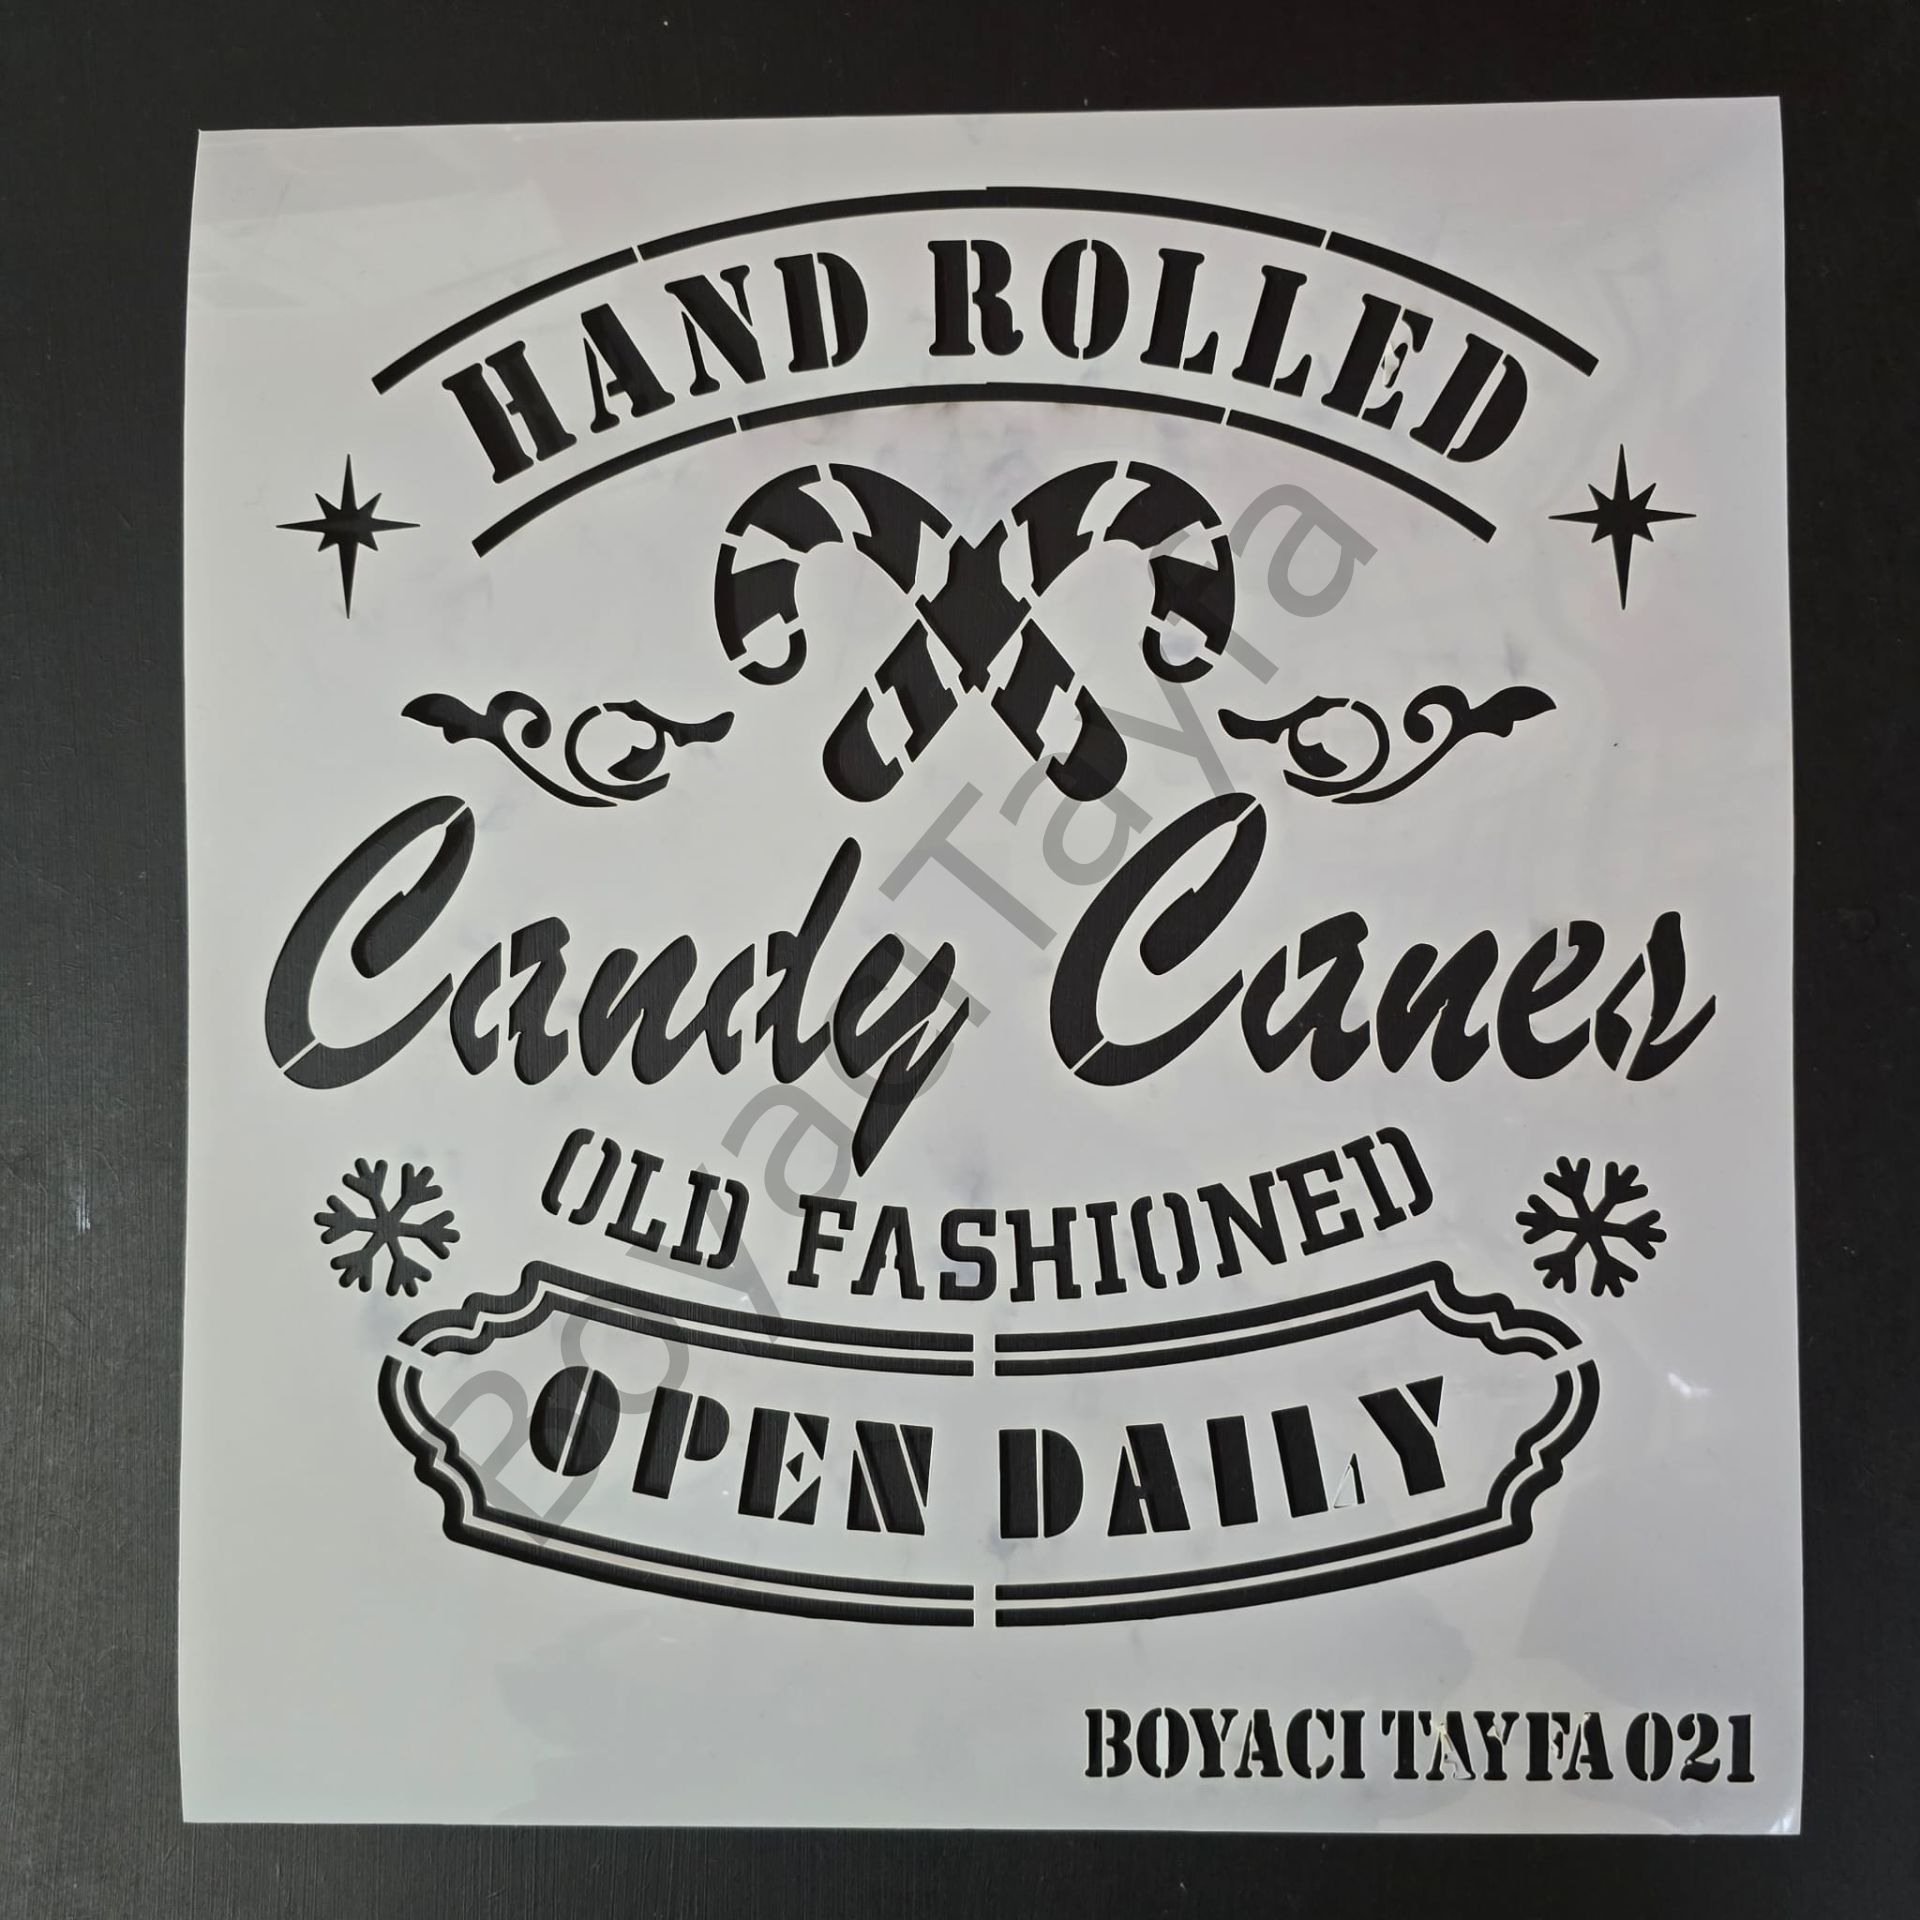 HAND ROLLED
Candy Canes
OLD FASHIONED
OPEN DAILY
BOYACI TAYFA 021
Boyacı Tayfa